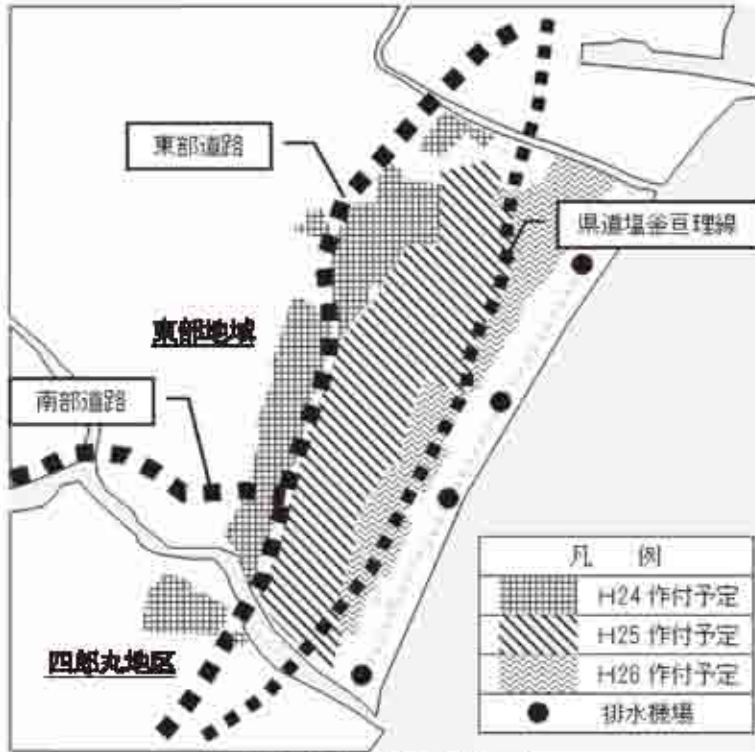 東部道路
県道塩釜亘理線
東部地域
南部道路
四郎丸地区
凡 例
H24 作付予定
H25 作付予定
H26 作付予定
排水機場